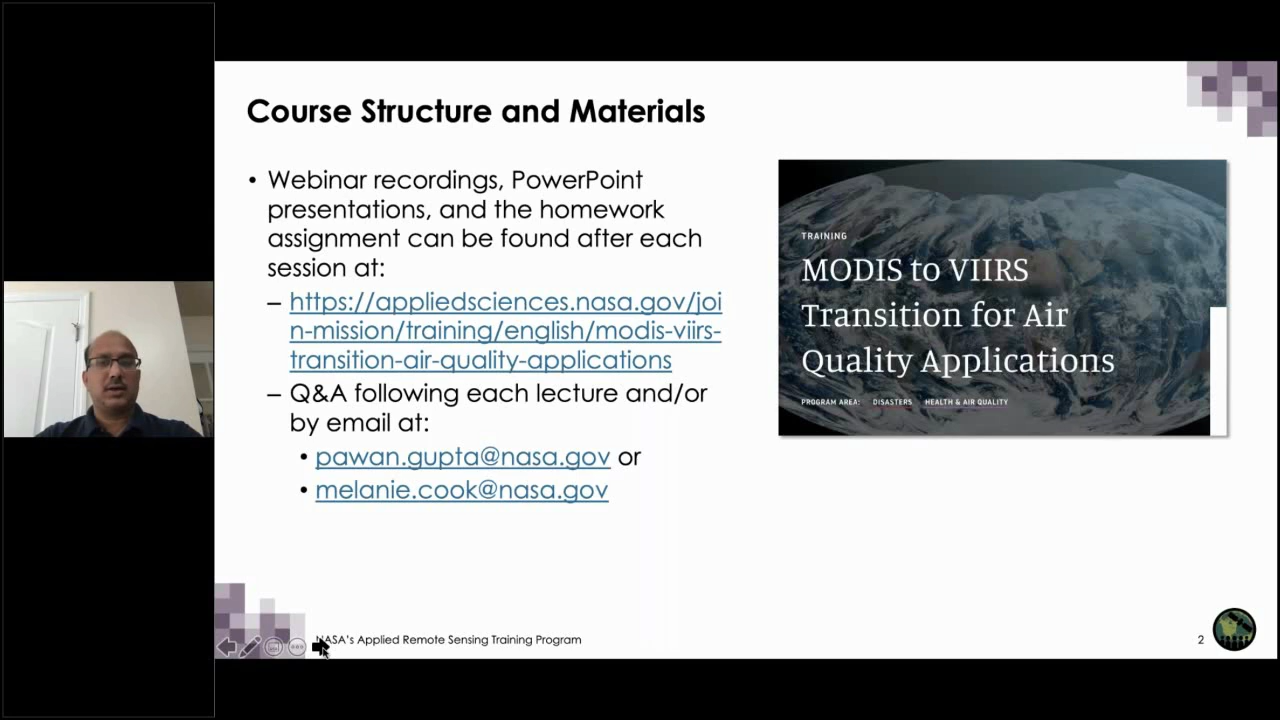 Course Structure and Materials
• Webinar recordings, PowerPoint
presentations, and the homework
assignment can be found after each
session at:
– https://appliedsciences.nasa.gov/joi
n-mission/training/english/modis-viirs-
transition-air-quality-applications
– Q&A following each lecture and/or
by email at:
• pawan.gupta@nasa.gov or
• melanie.cook@nasa.gov
TRAINING
MODIS to VIIRS
Transition for Air
Quality Applications
PROGRAM AREA: DISASTERS HEALTH & AIR QUALITY
NASA's Applied Remote Sensing Training Program
2